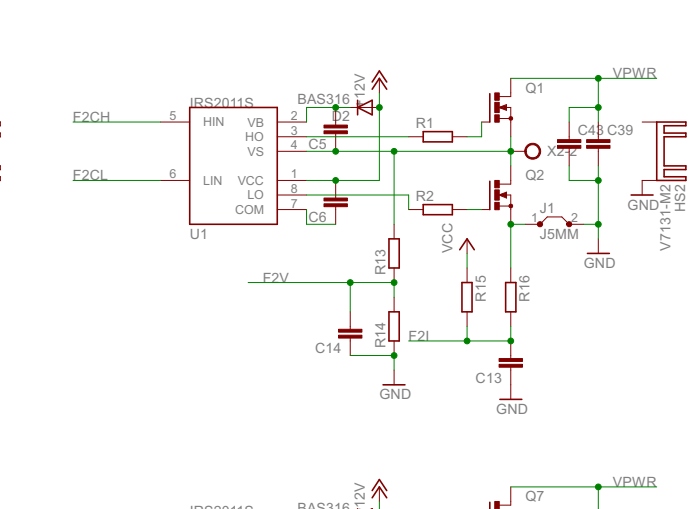 VPWR
Q1
12V
IRS2011S
BAS316
D2
F2CH
5
HIN
VB
2
R1
C43
C39
HO
3
VS
4
C5
X2-2
Q2
F2CL
6
LIN
VCC
1
LO
8
R2
COM
7
C6
J1
1
2
J5MM
GND
V7131-M2
HS2
U1
VCC
GND
R13
F2V
R15
R16
R14
F2I
C14
C13
GND
GND
12V
VPWR
Q7
IRS2011S
BAS316